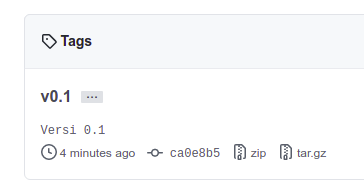 Tags
v0.1 ...
Versi 0.1
4 minutes ago ca0e8b5 zip tar.gz